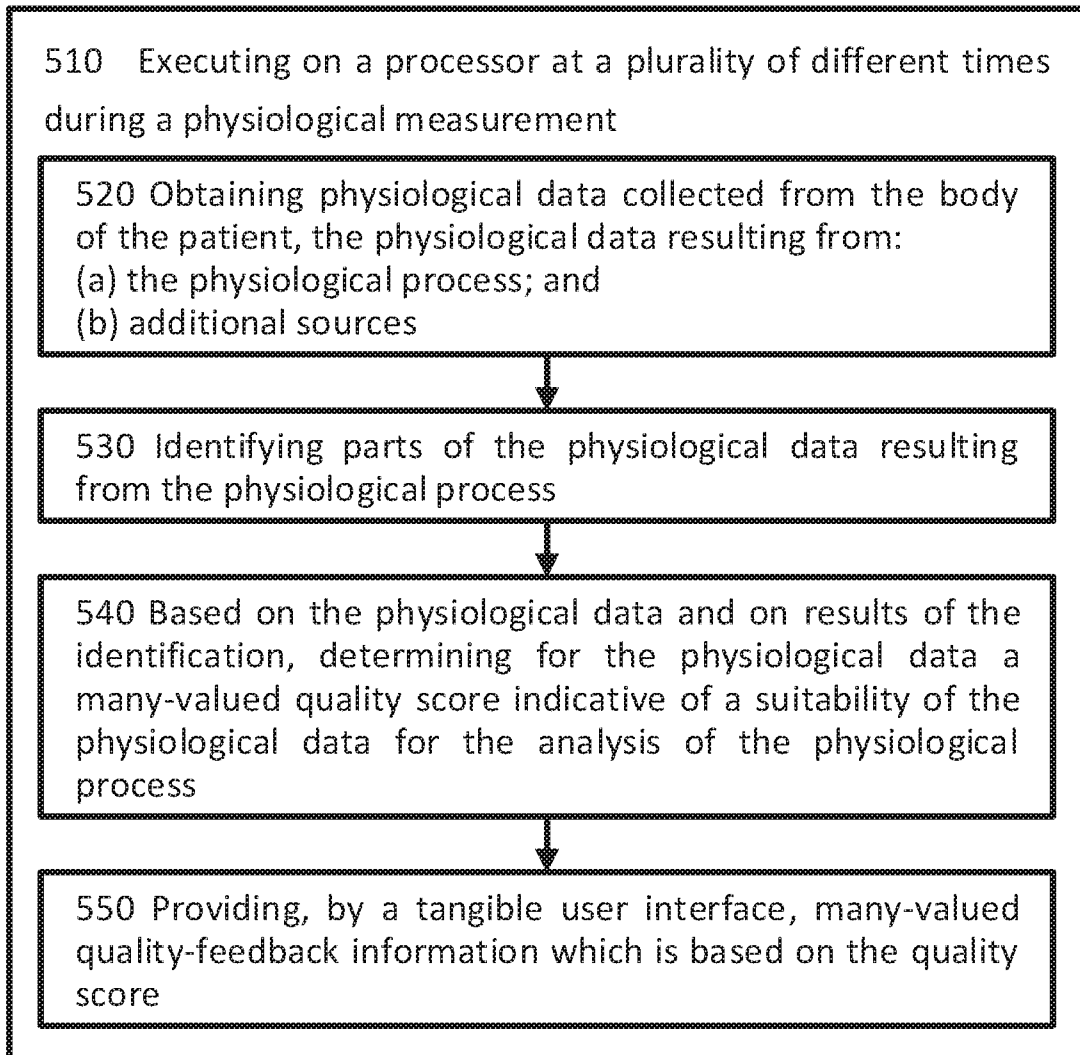 510 Executing on a processor at a plurality of different times
during a physiological measurement
520 Obtaining physiological data collected from the body
of the patient, the physiological data resulting from:
(a) the physiological process; and
(b) additional sources
530 Identifying parts of the physiological data resulting
from the physiological process
540 Based on the physiological data and on results of the
identification, determining for the physiological data a
many-valued quality score indicative of a suitability of the
physiological data for the analysis of the physiological
process
550 Providing, by a tangible user interface, many-valued
quality-feedback information which is based on the quality
score